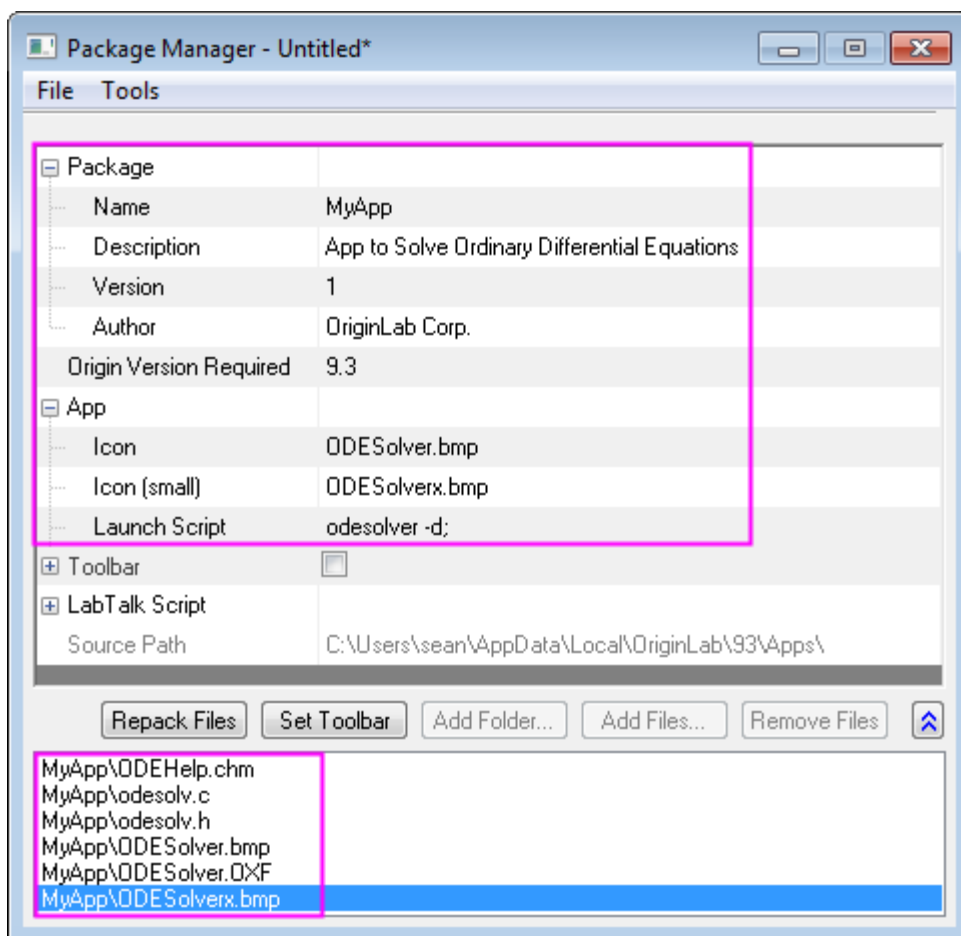 Package Manager - Untitled*
File Tools
Package
Name MyApp
Description App to Solve Ordinary Differential Equations
Version 1
Author OriginLab Corp.
Origin Version Required 9.3
App
Icon ODESolver.bmp
Icon (small) ODESolverx.bmp
Launch Script odesolver -d;
Toolbar
LabTalk Script
Source Path C:\Users\sean\AppData\Local\OriginLab\93\Apps\
Repack Files Set Toolbar Add Folder... Add Files... Remove Files
MyApp\ODEHelp.chm
MyApp\odesolv.c
MyApp\odesolv.h
MyApp\ODESolver.bmp
MyApp\ODESolver.OXF
MyApp\ODESolverx.bmp